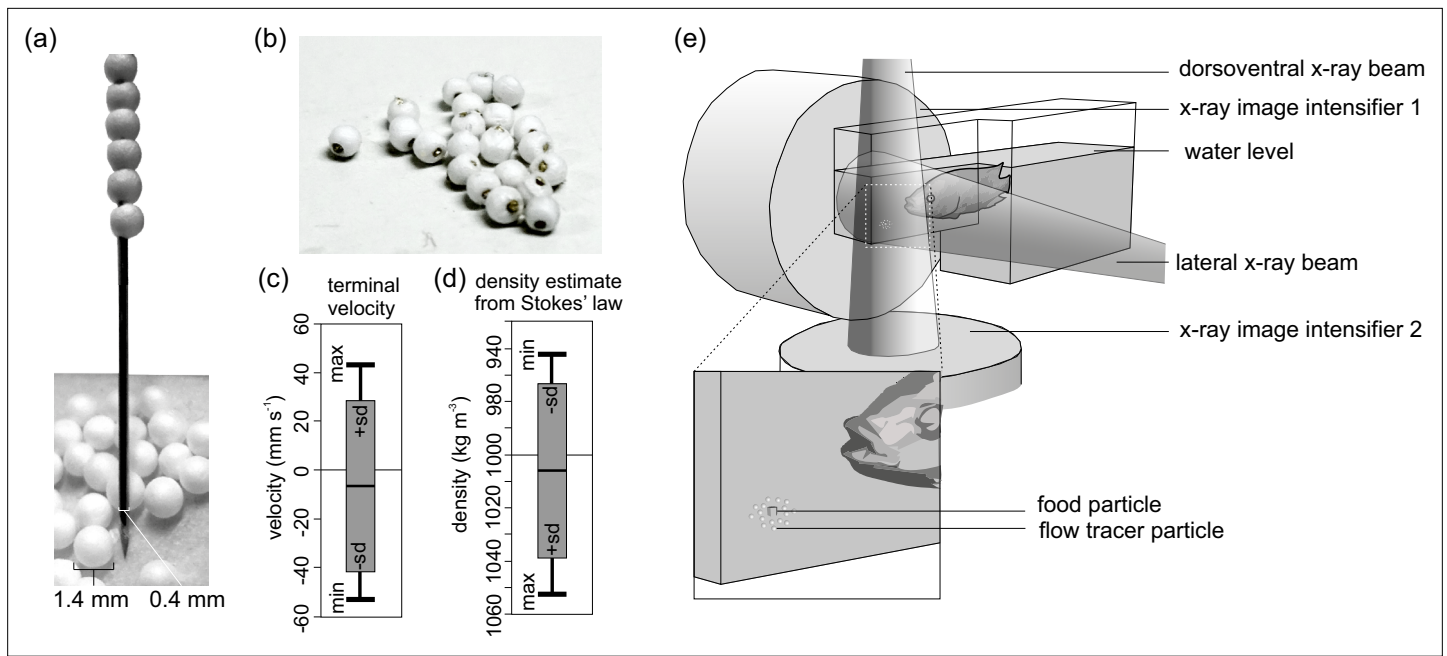 (a)
1.4 mm
0.4 mm
(b)
(c)
terminal
velocity
velocity (mm s-1)
60
40
20
0
-20
-40
-60
max
+sd
-sd
min
(d)
density estimate
from Stokes’ law
density (kg m-3)
940
960
980
1000
1020
1040
1060
min
-sd
+sd
max
(e)
dorsoventral x-ray beam
x-ray image intensifier 1
water level
lateral x-ray beam
x-ray image intensifier 2
food particle
flow tracer particle